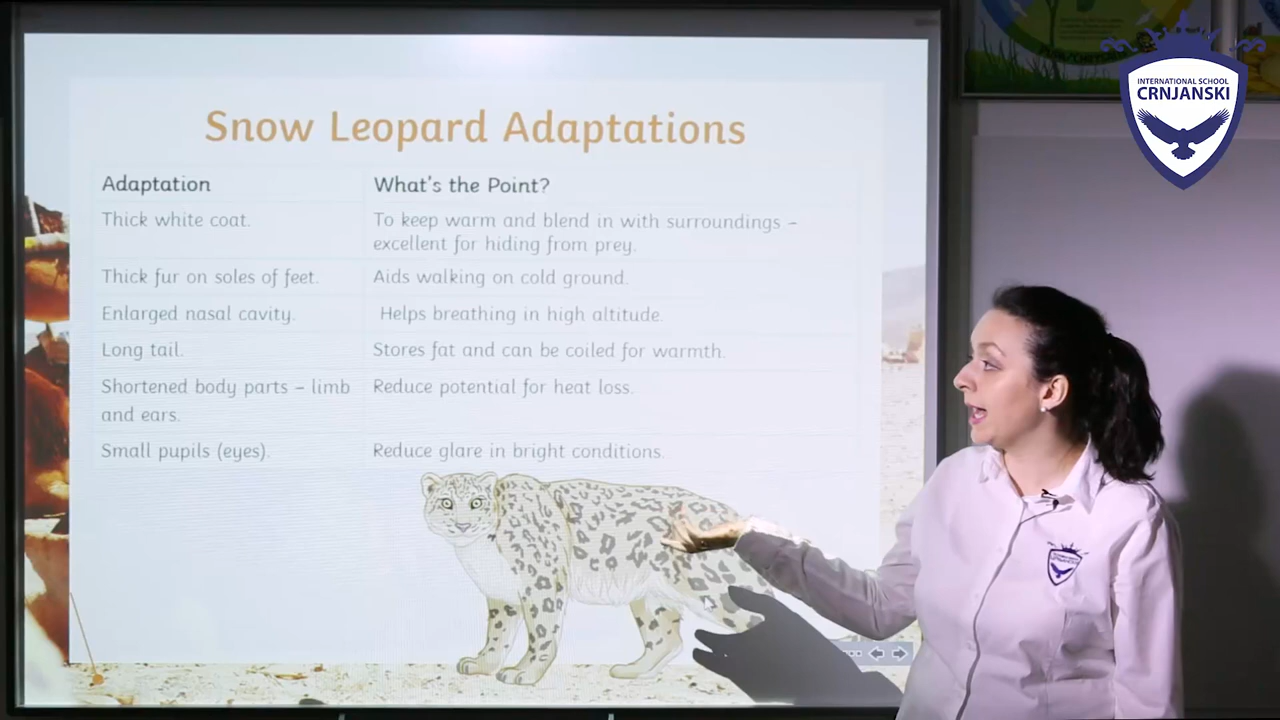 INTERNATIONAL SCHOOL
CRNJANSKI
Snow Leopard Adaptations
Adaptation
What's the Point?
Thick white coat.
To keep warm and blend in with surroundings –
excellent for hiding from prey.
Thick fur on soles of feet.
Aids walking on cold ground.
Enlarged nasal cavity.
Helps breathing in high altitude.
Long tail.
Stores fat and can be coiled for warmth.
Shortened body parts – limb
and ears.
Reduce potential for heat loss.
Small pupils (eyes).
Reduce glare in bright conditions.